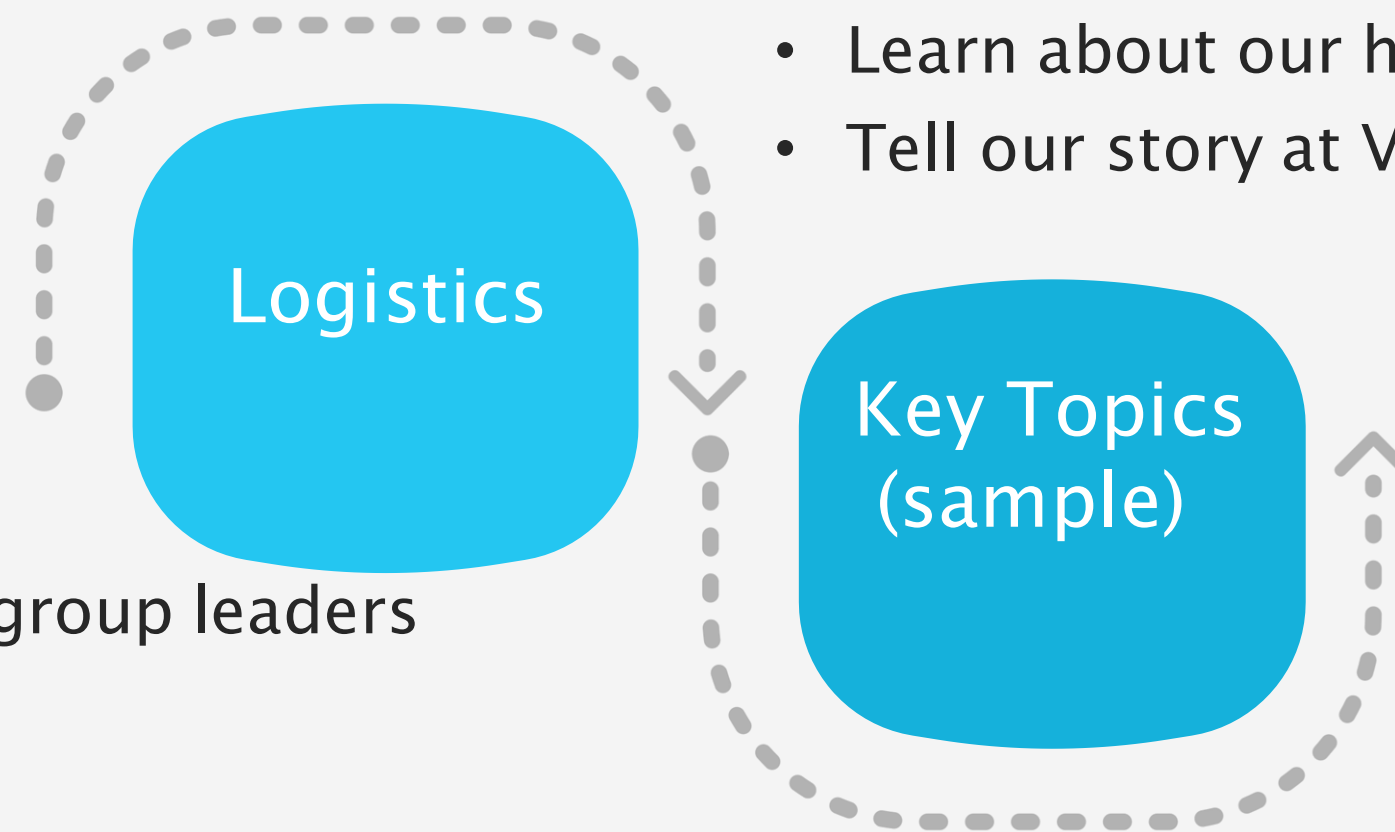 • Learn about our
• Tell our story at
Logistics
Key Topics
(sample)
group leaders